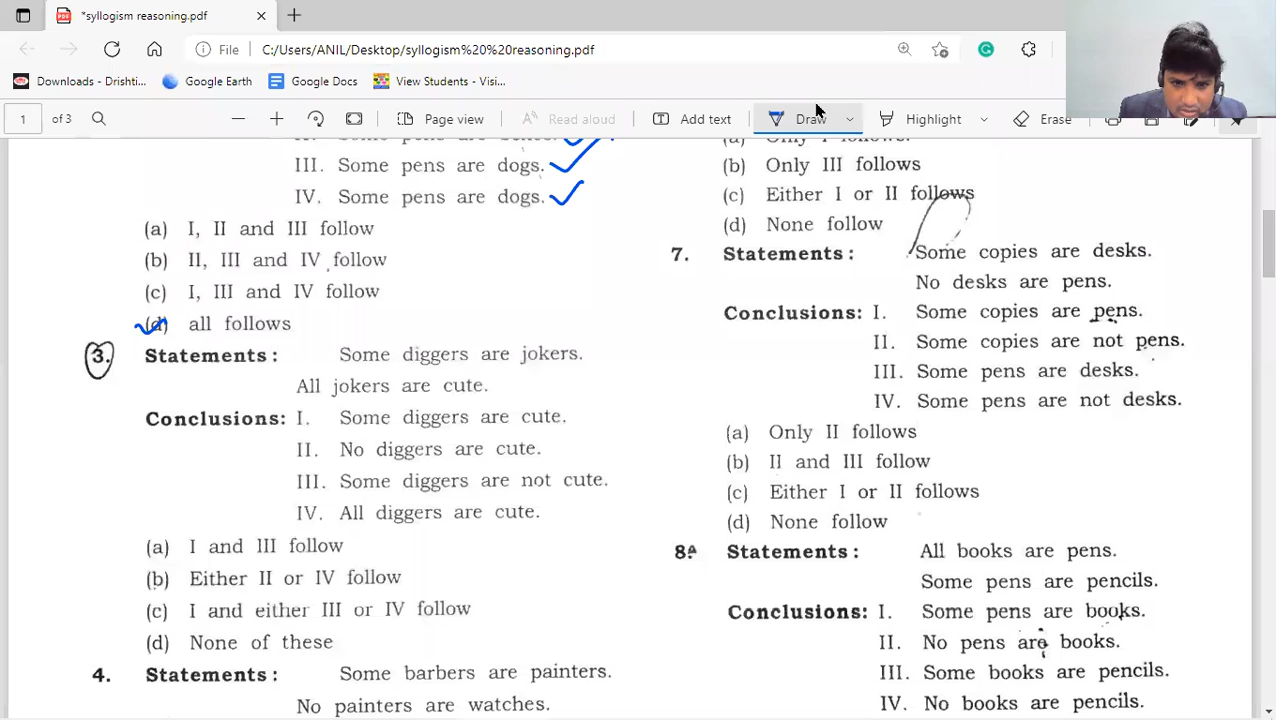 *syllogism reasoning.pdf
File C:/Users/ANIL/Desktop/syllogism%20%20reasoning.pdf
Downloads - Drishti... Google Earth Google Docs View Students - Visi...
1 of 3 Page view Read aloud Add text Draw Highlight Erase
III. Some pens are dogs.
IV. Some pens are dogs.
(a) I, II and III follow
(b) II, III and IV follow
(c) I, III and IV follow
(d) all follows
3. Statements : Some diggers are jokers.
All jokers are cute.
Conclusions: I. Some diggers are cute.
II. No diggers are cute.
III. Some diggers are not cute.
IV. All diggers are cute.
(a) I and III follow
(b) Either II or IV follow
(c) I and either III or IV follow
(d) None of these
4. Statements : Some barbers are painters.
No painters are watches.
(a) Only I follows.
(b) Only III follows
(c) Either I or II follows
(d) None follow
7. Statements : Some copies are desks.
No desks are pens.
Conclusions: I. Some copies are pens.
II. Some copies are not pens.
III. Some pens are desks.
IV. Some pens are not desks.
(a) Only II follows
(b) II and III follow
(c) Either I or II follows
(d) None follow
8. Statements : All books are pens.
Some pens are pencils.
Conclusions: I. Some pens are books.
II. No pens are books.
III. Some books are pencils.
IV. No books are pencils.